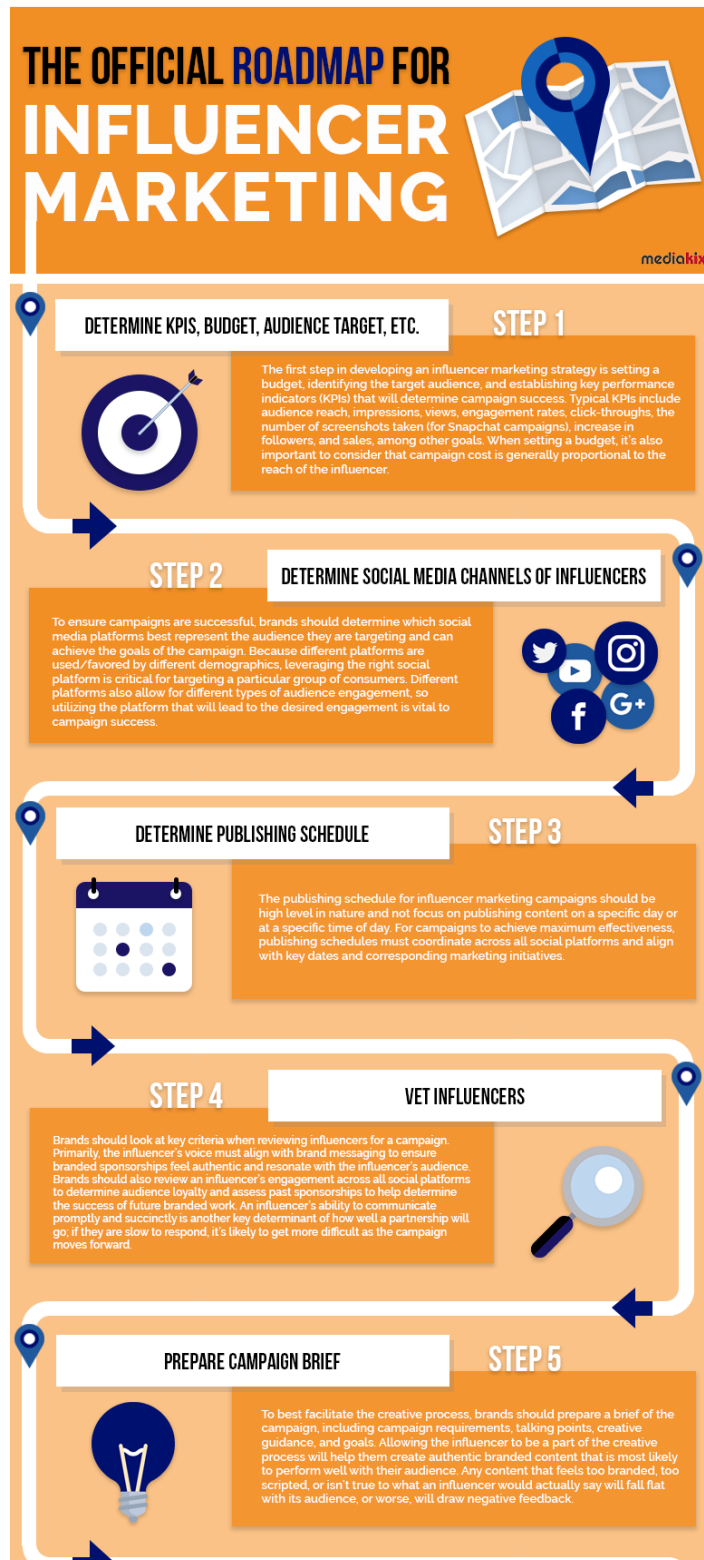 THE OFFICIAL ROADMAP FOR
INFLUENCER
MARKETING
mediakix
DETERMINE KPIS, BUDGET, AUDIENCE TARGET, ETC.
STEP 1
The first step in developing an influencer marketing strategy is setting a
budget, identifying the target audience, and establishing key performance
indicators (KPIs) that will determine campaign success. Typical KPIs include
audience reach, impressions, views, engagement rates, click-throughs, the
number of screenshots taken (for Snapchat campaigns), increase in
followers, and sales, among other goals. When setting a budget, it's also
important to consider that campaign cost is generally proportional to the
reach of the influencer.
STEP 2
DETERMINE SOCIAL MEDIA CHANNELS OF INFLUENCERS
To ensure campaigns are successful, brands should determine which social
media platforms best represent the audience they are targeting and can
achieve the goals of the campaign. Because different platforms are
used/favored by different demographics, leveraging the right social
platform is critical for targeting a particular group of consumers. Different
platforms also allow for different types of audience engagement, so
utilizing the platform that will lead to the desired engagement is vital to
campaign success.
f
G+
DETERMINE PUBLISHING SCHEDULE
STEP 3
The publishing schedule for influencer marketing campaigns should be
high level in nature and not focus on publishing content on a specific day or
at a specific time of day. For campaigns to achieve maximum effectiveness,
publishing schedules must coordinate across all social platforms and align
with key dates and corresponding marketing initiatives.
STEP 4
VET INFLUENCERS
Brands should look at key criteria when reviewing influencers for a campaign.
Primarily, the influencer's voice must align with brand messaging to ensure
branded sponsorships feel authentic and resonate with the influencer's audience.
Brands should also review an influencer's engagement across all social platforms
to determine audience loyalty and assess past sponsorships to help determine
the success of future branded work. An influencer's ability to communicate
promptly and succinctly is another key determinant of how well a partnership will
go; if they are slow to respond, it's likely to get more difficult as the campaign
moves forward.
PREPARE CAMPAIGN BRIEF
STEP 5
To best facilitate the creative process, brands should prepare a brief of the
campaign, including campaign requirements, talking points, creative
guidance, and goals. Allowing the influencer to be a part of the creative
process will help them create authentic branded content that is most likely
to perform well with their audience. Any content that feels too branded, too
scripted, or isn't true to what an influencer would actually say will fall flat
with its audience, or worse, will draw negative feedback.